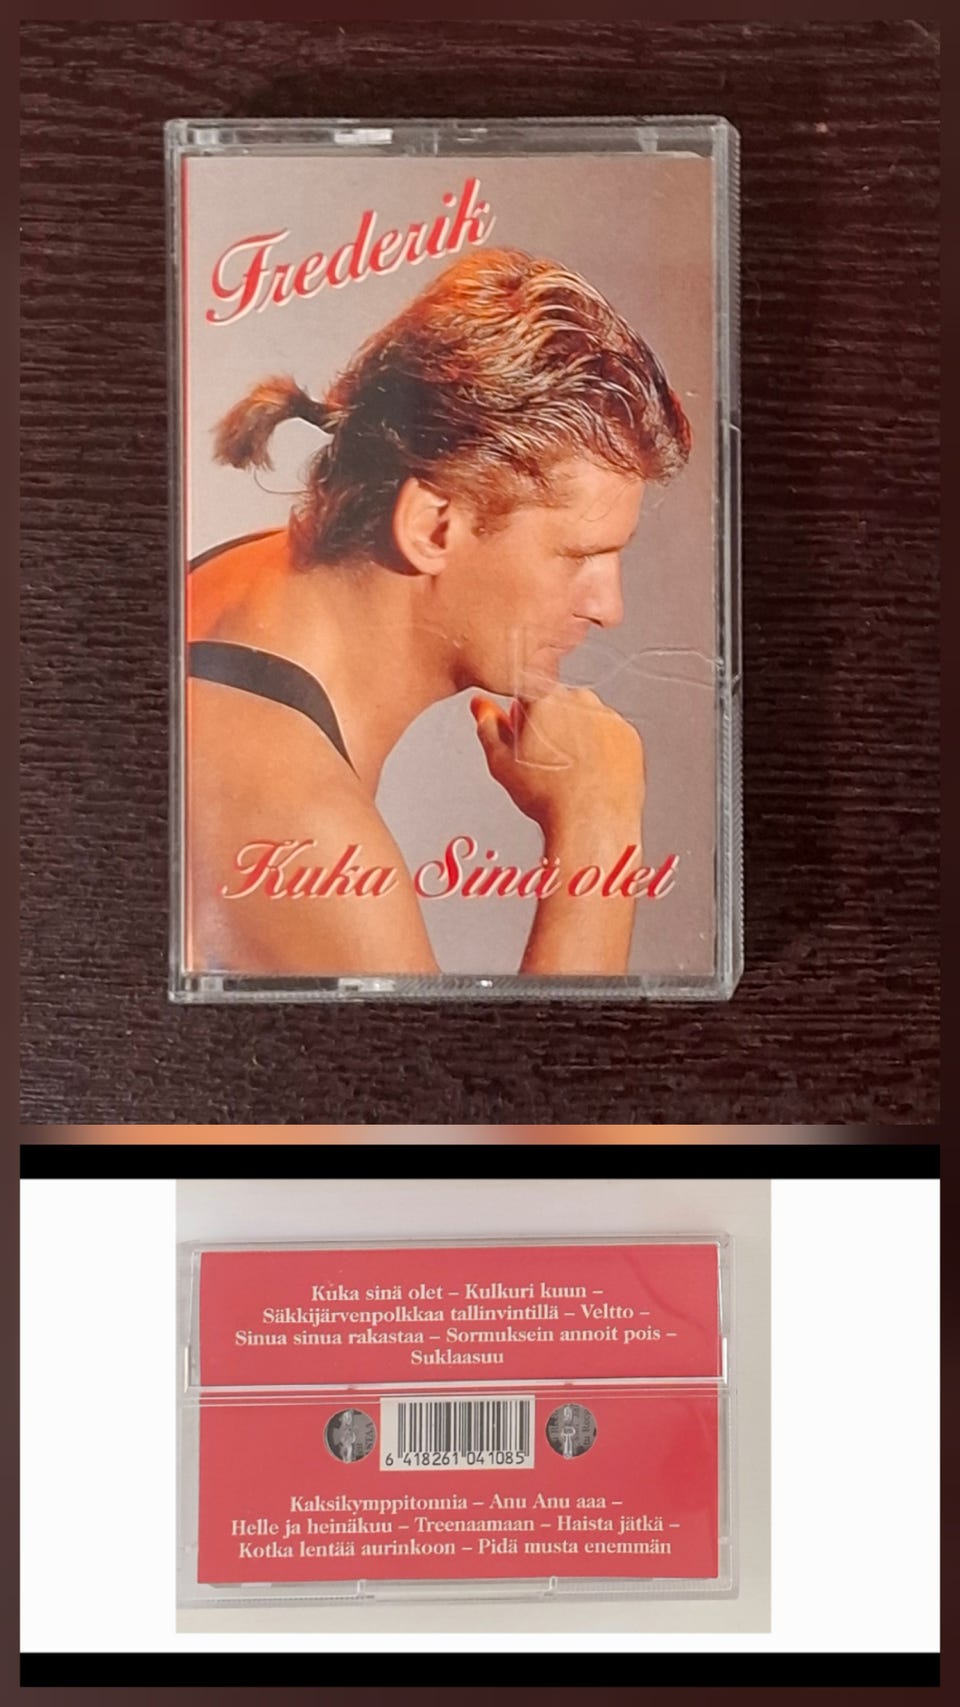 Frederik
Kuka Sinä olet
Kuka sinä olet – Kulkuri kuun –
Säkkijärvenpolkkaa tallinvintillä – Veltto –
Sinua sinua rakastaa – Sormuksein annoit pois –
Suklaasuu
6 418261 041085
Kaksikymppitonnia – Anu Anu aaa –
Helle ja heinäkuu – Treenaamaan – Haista jätkä –
Kotka lentää aurinkoon – Pidä musta enemmän